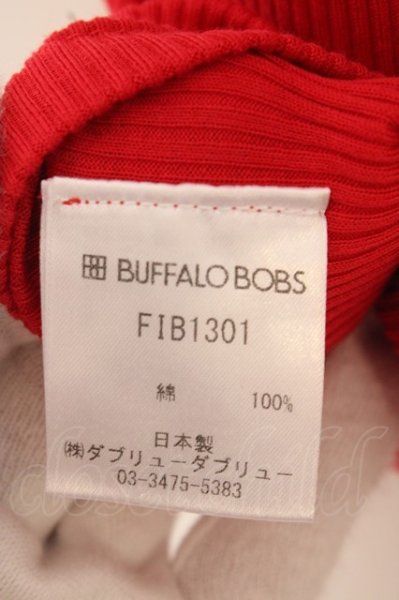 BUFFALO BOBS
FIB1301
綿 100%
日本製
㈱ダブリューダブリュー
03-3475-5383